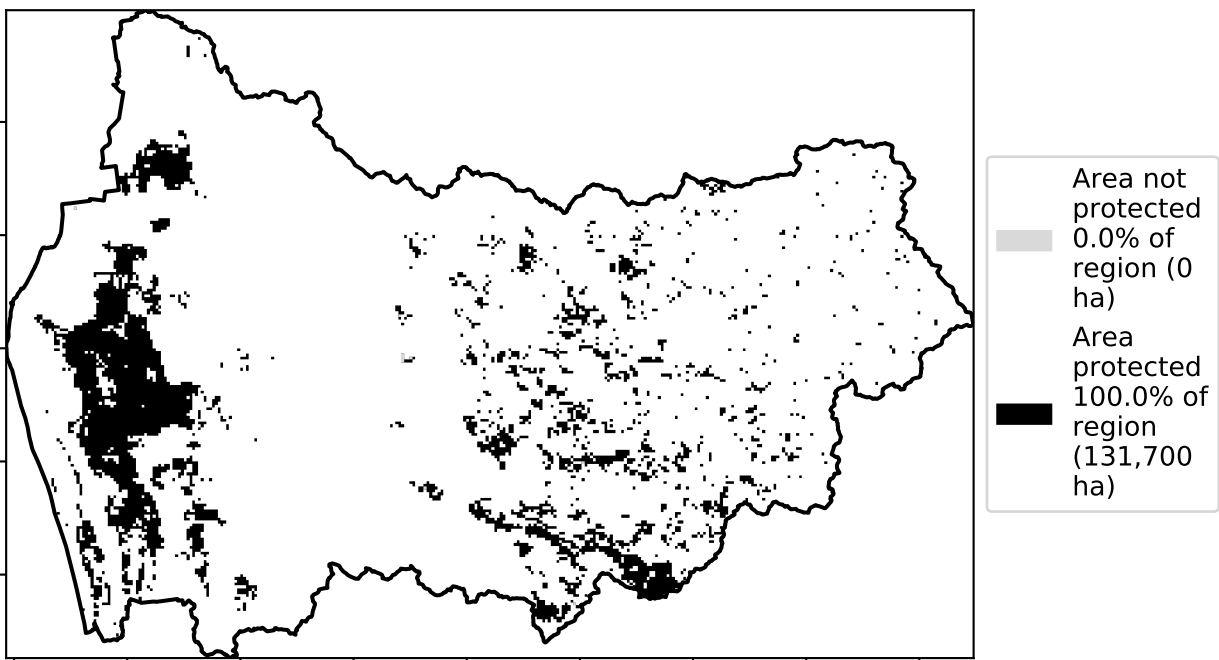 Area not
protected
0.0% of
region (0
ha)
Area
protected
100.0% of
region
(131,700
ha)